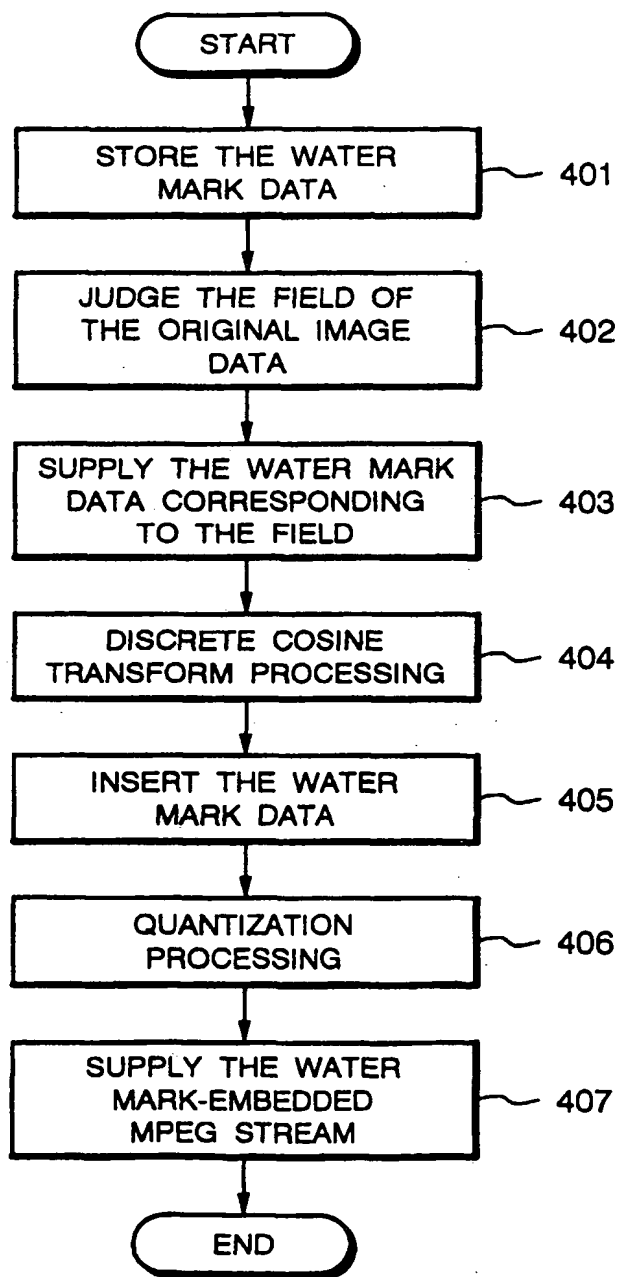 START
STORE THE WATER
MARK DATA
401
JUDGE THE FIELD OF
THE ORIGINAL IMAGE
DATA
402
SUPPLY THE WATER MARK
DATA CORRESPONDING
TO THE FIELD
403
DISCRETE COSINE
TRANSFORM PROCESSING
404
INSERT THE WATER
MARK DATA
405
QUANTIZATION
PROCESSING
406
SUPPLY THE WATER
MARK-EMBEDDED
MPEG STREAM
407
END